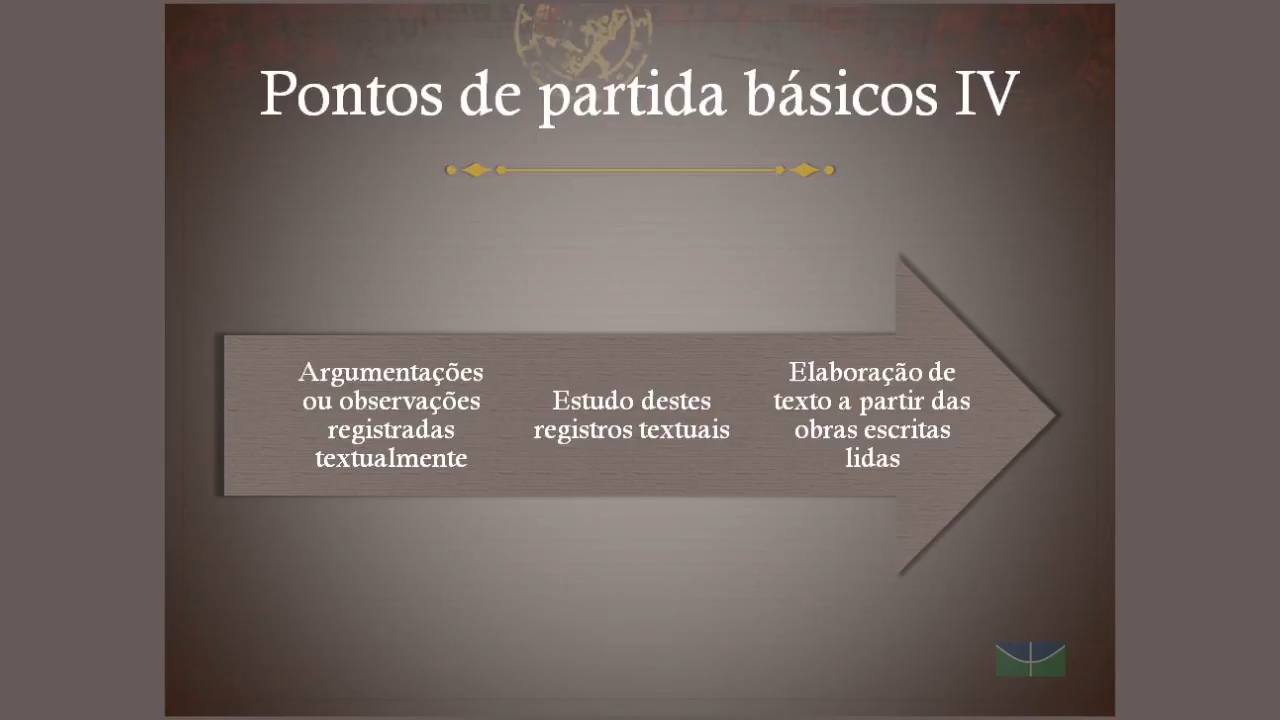 Pontos de partida básicos IV
Argumentações
ou observações
registradas
textualmente
Estudo destes
registros textuais
Elaboração de
texto a partir das
obras escritas
lidas